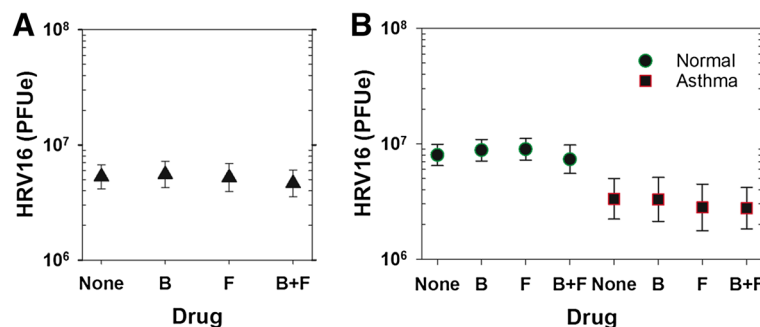 A
HRV16 (PFUe)
10⁸
10⁷
10⁶
None B F B+F
Drug
B
HRV16 (PFUe)
10⁸
10⁷
10⁶
Normal
Asthma
None B F B+F None B F B+F
Drug